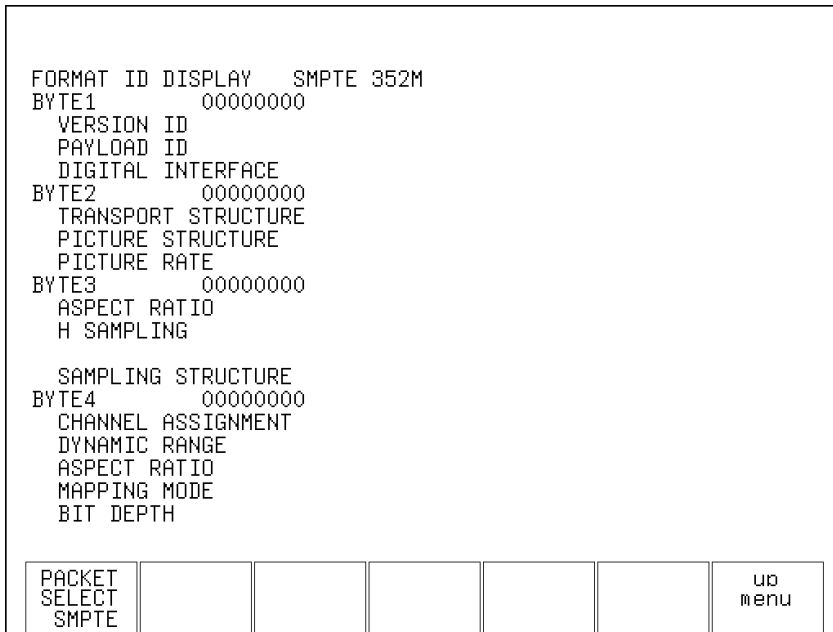 FORMAT ID DISPLAY SMPTE 352M
BYTE1 00000000
VERSION ID
PAYLOAD ID
DIGITAL INTERFACE
BYTE2 00000000
TRANSPORT STRUCTURE
PICTURE STRUCTURE
PICTURE RATE
BYTE3 00000000
ASPECT RATIO
H SAMPLING
SAMPLING STRUCTURE
BYTE4 00000000
CHANNEL ASSIGNMENT
DYNAMIC RANGE
ASPECT RATIO
MAPPING MODE
BIT DEPTH
PACKET
SELECT
SMPTE
up
menu